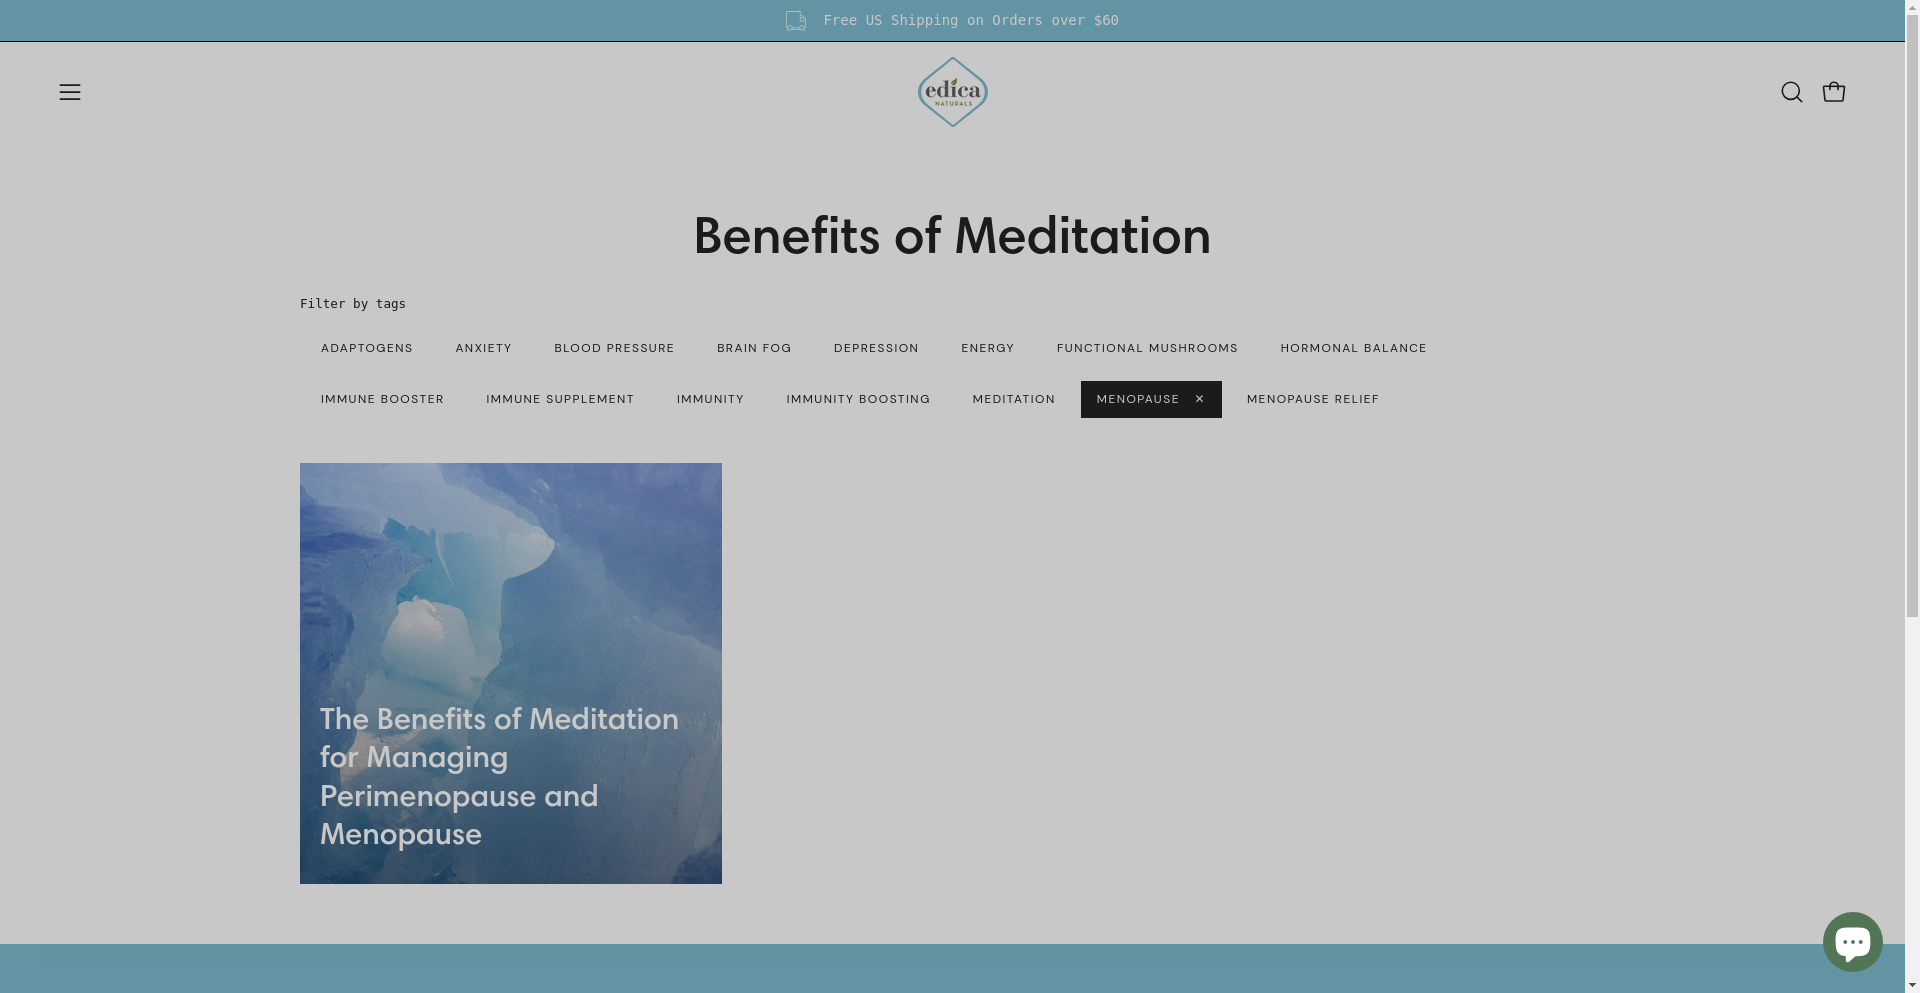 Free US Shipping on Orders over $60
edica
NATURALS
Benefits of Meditation
Filter by tags
ADAPTOGENS ANXIETY BLOOD PRESSURE BRAIN FOG DEPRESSION ENERGY FUNCTIONAL MUSHROOMS HORMONAL BALANCE
IMMUNE BOOSTER IMMUNE SUPPLEMENT IMMUNITY IMMUNITY BOOSTING MEDITATION MENOPAUSE × MENOPAUSE RELIEF
The Benefits of Meditation
for Managing
Perimenopause and
Menopause